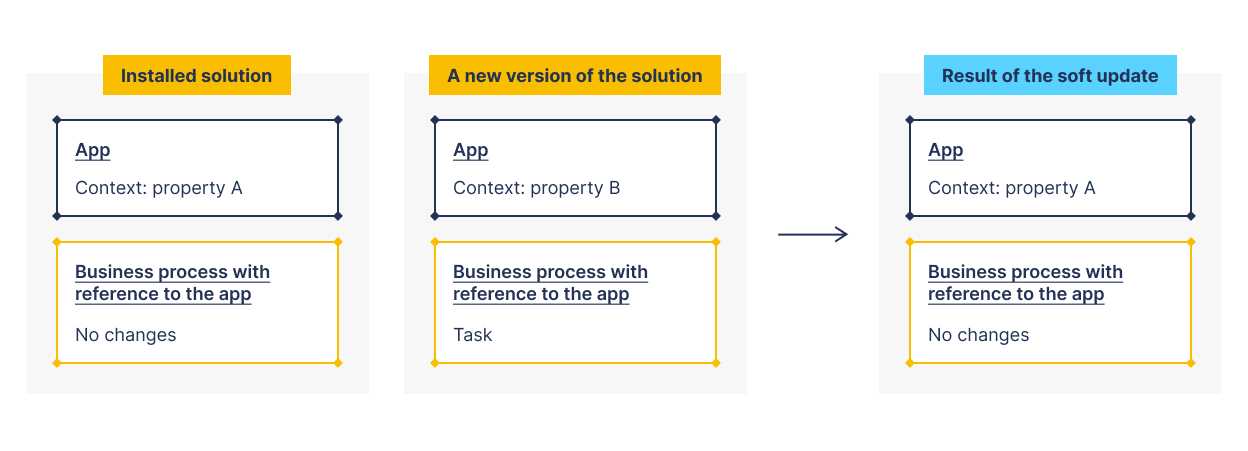 Installed solution
App
Context: property A
Business process with
reference to the app
No changes
A new version of the solution
App
Context: property B
Business process with
reference to the app
Task
Result of the soft update
App
Context: property A
Business process with
reference to the app
No changes